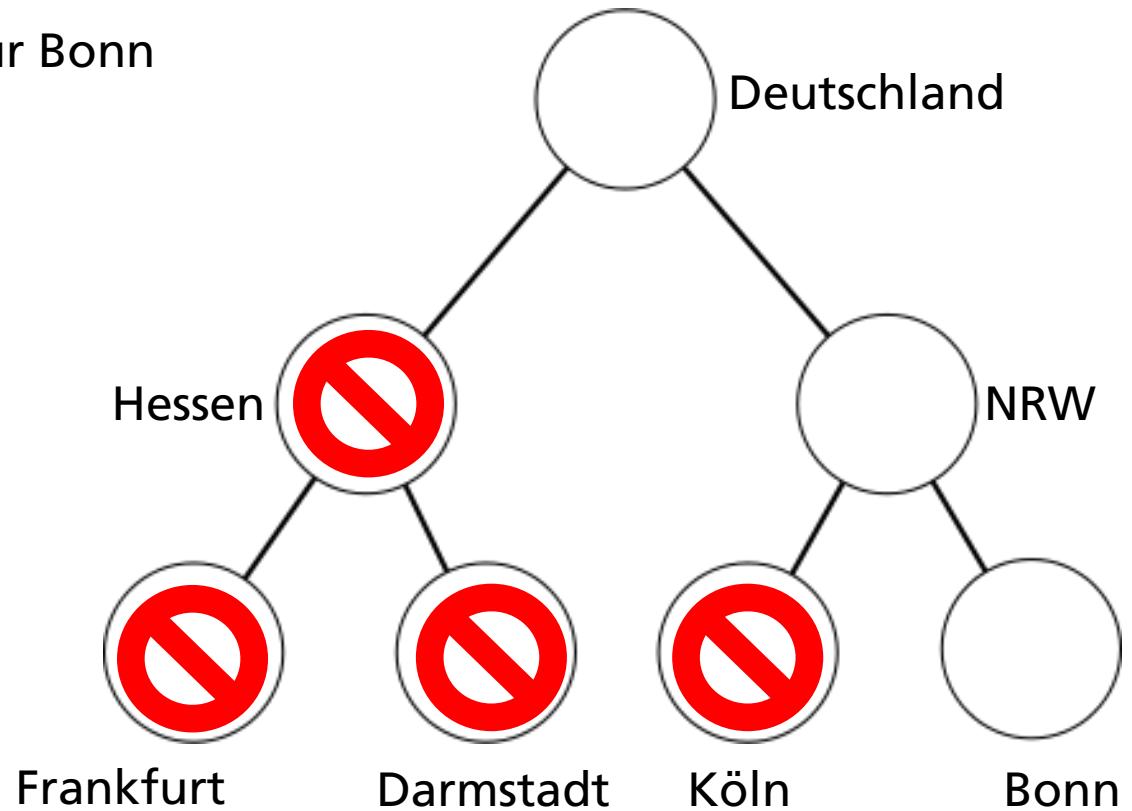 Bonn
Deutschland
Hessen
NRW
Frankfurt
Darmstadt
Köln
Bonn